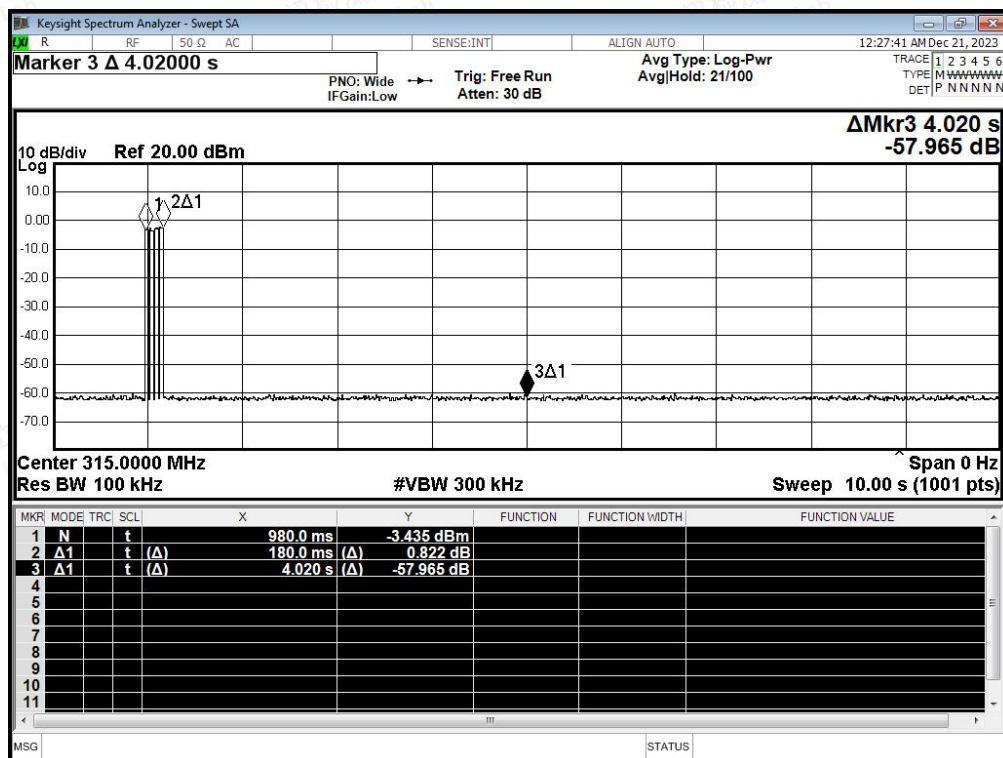 Keysight Spectrum Analyzer - Swept SA
LXI R RF 50 Ω AC SENSE:INT ALIGN AUTO 12:27:41 AM Dec 21, 2023
Marker 3 Δ 4.02000 s
PNO: Wide
IFGain:Low
Trig: Free Run
Atten: 30 dB
Avg Type: Log-Pwr
Avg|Hold: 21/100
TRACE 1 2 3 4 5 6
TYPE M WWWWW
DET P N N N N N
ΔMkr3 4.020 s
-57.965 dB
10 dB/div Ref 20.00 dBm
Log
10.0
0.00
-10.0
-20.0
-30.0
-40.0
-50.0
-60.0
-70.0
1 2Δ1
3Δ1
Center 315.0000 MHz Span 0 Hz
Res BW 100 kHz #VBW 300 kHz Sweep 10.00 s (1001 pts)
MKR MODE TRC SCL X Y FUNCTION FUNCTION WIDTH FUNCTION VALUE
1 N t 980.0 ms -3.435 dBm
2 Δ1 t (Δ) 180.0 ms (Δ) 0.822 dB
3 Δ1 t (Δ) 4.020 s (Δ) -57.965 dB
4
5
6
7
8
9
10
11
MSG STATUS